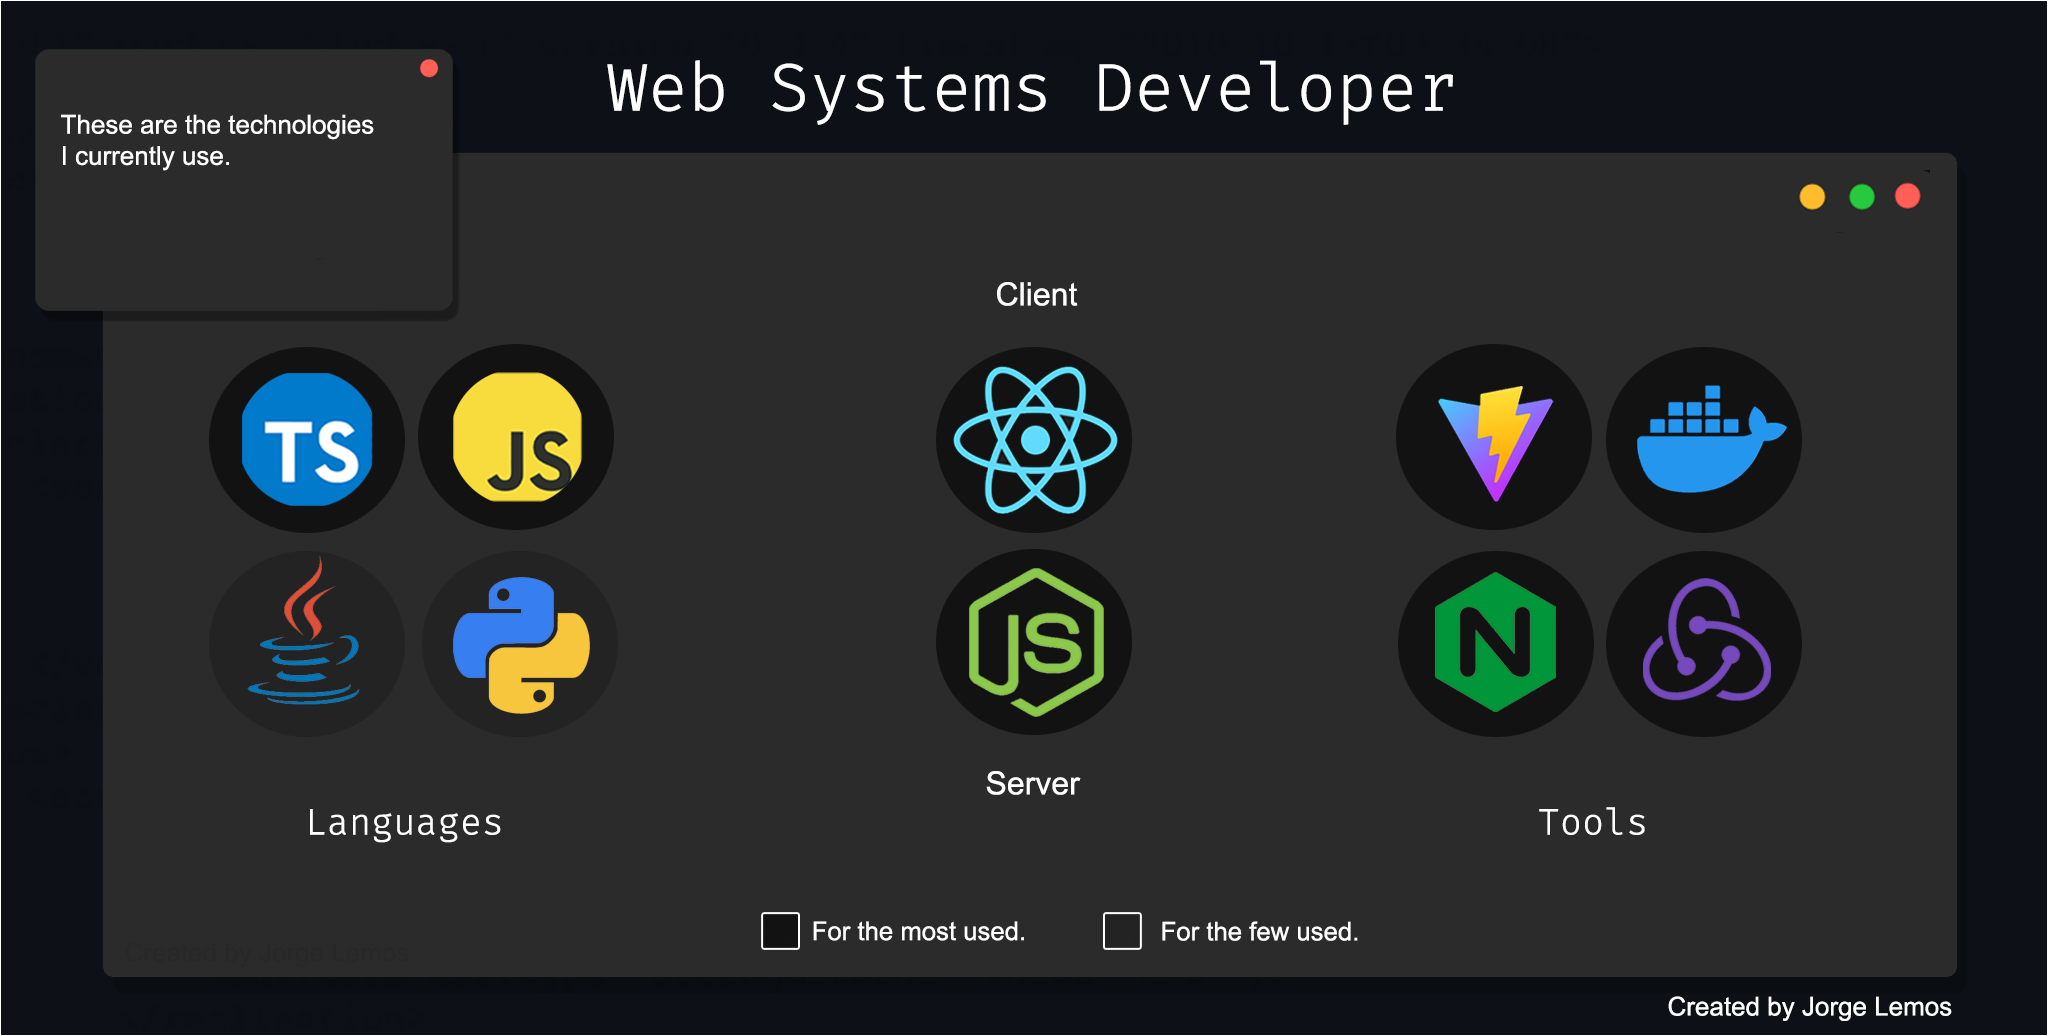 Web Systems Developer
These are the technologies
I currently use.
Client
TS
JS
JS
N
Server
Languages
Tools
For the most used.
For the few used.
Created by Jorge Lemos
Created by Jorge Lemos